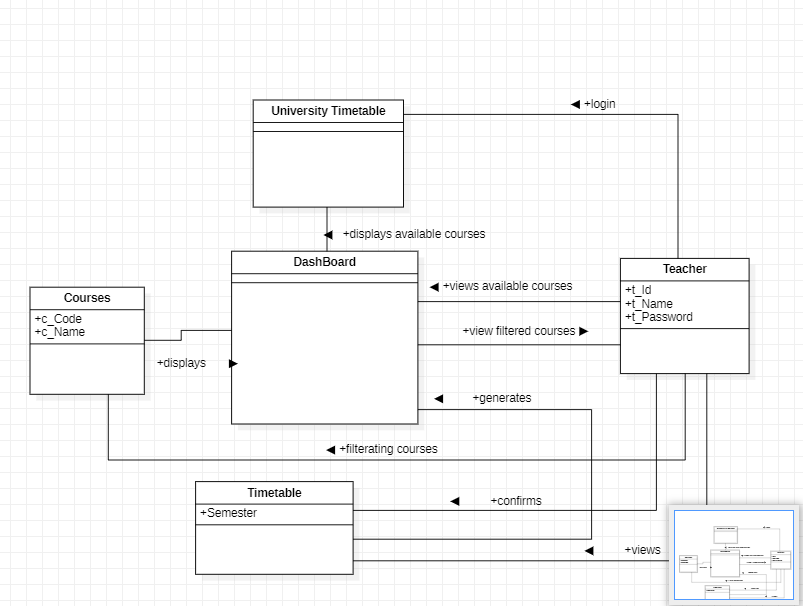 +login
University Timetable
+displays available courses
DashBoard
Teacher
+views available courses
+t_Id
+t_Name
+t_Password
Courses
+c_Code
+c_Name
+view filtered courses
+displays
+generates
+filterating courses
Timetable
+Semester
+confirms
+views